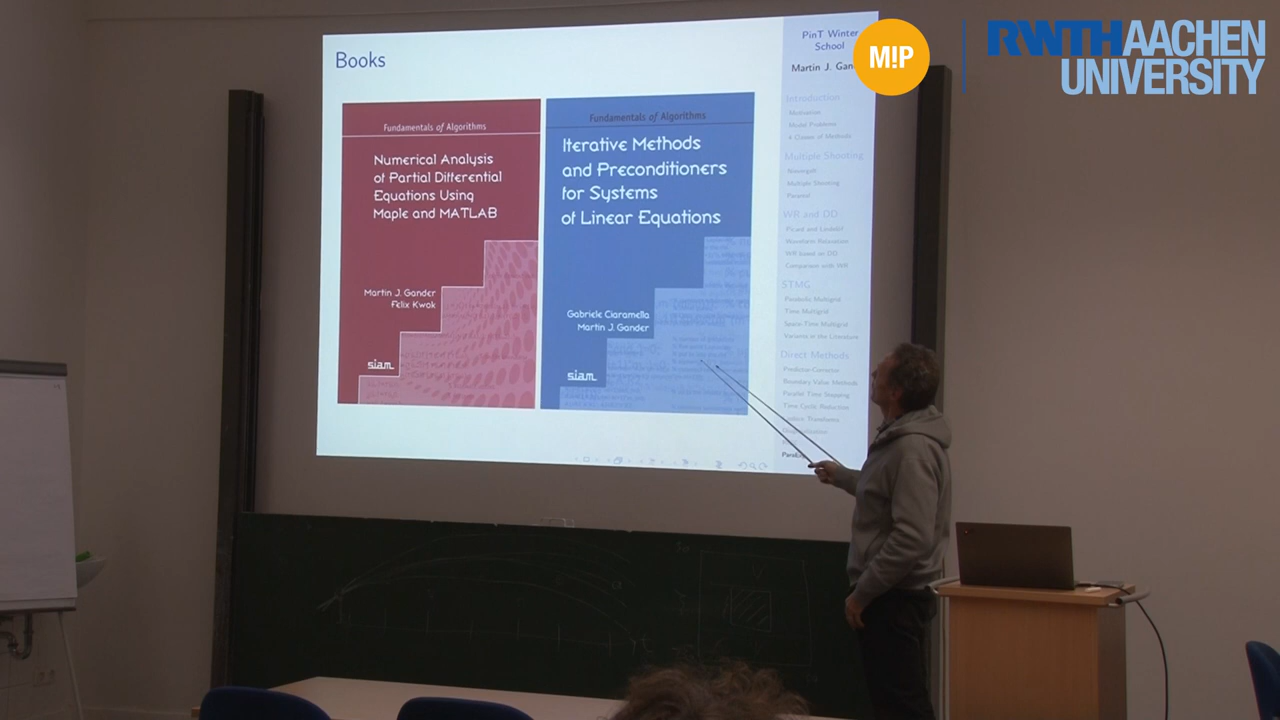 Books
Fundamentals of Algorithms
Numerical Analysis
of Partial Differential
Equations Using
Maple and MATLAB
Martin J. Gander
Felix Kwok
siam
Fundamentals of Algorithms
Iterative Methods
and Preconditioners
for Systems
of Linear Equations
Gabriele Ciaramella
Martin J. Gander
siam
PinT Winter
School
Martin J. Gan
Introduction
Motivation
Model Problems
4 Classes of Methods
Multiple Shooting
Multiple Shooting
Parareal
WR and DD
Picard and Lindelöf
Waveform Relaxation
WR based on DD
Comparison with WR
STMG
Parabolic Multigrid
Time Multigrid
Space-Time Multigrid
Variants in the Literature
Direct Methods
Predictor-Corrector
Boundary Value Methods
Parallel Time Stepping
Time Cyclic Reduction
M!P
RWTH AACHEN
UNIVERSITY